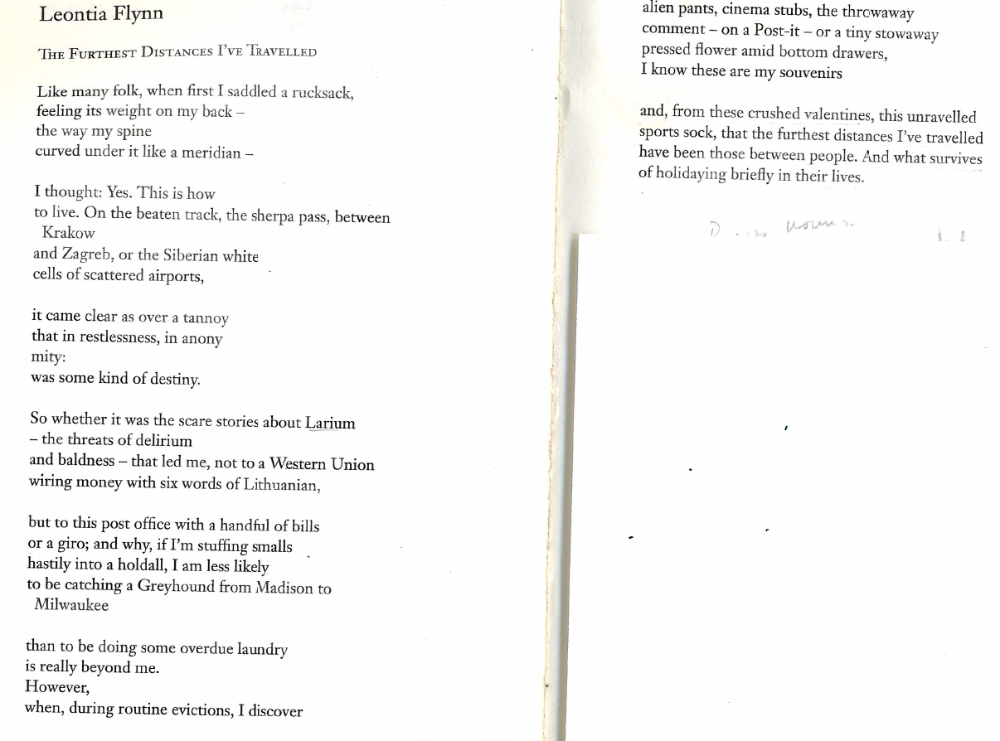 Leontia Flynn
The Furthest Distances I've Travelled
Like many folk, when first I saddled a rucksack,
feeling its weight on my back –
the way my spine
curved under it like a meridian –
I thought: Yes. This is how
to live. On the beaten track, the sherpa pass, between
Krakow
and Zagreb, or the Siberian white
cells of scattered airports,
it came clear as over a tannoy
that in restlessness, in anony
mity:
was some kind of destiny.
So whether it was the scare stories about Larium
– the threats of delirium
and baldness – that led me, not to a Western Union
wiring money with six words of Lithuanian,
but to this post office with a handful of bills
or a giro; and why, if I'm stuffing smalls
hastily into a holdall, I am less likely
to be catching a Greyhound from Madison to
Milwaukee
than to be doing some overdue laundry
is really beyond me.
However,
when, during routine evictions, I discover
alien pants, cinema stubs, the throwaway
comment – on a Post-it – or a tiny stowaway
pressed flower amid bottom drawers,
I know these are my souvenirs
and, from these crushed valentines, this unravelled
sports sock, that the furthest distances I've travelled
have been those between people. And what survives
of holidaying briefly in their lives.